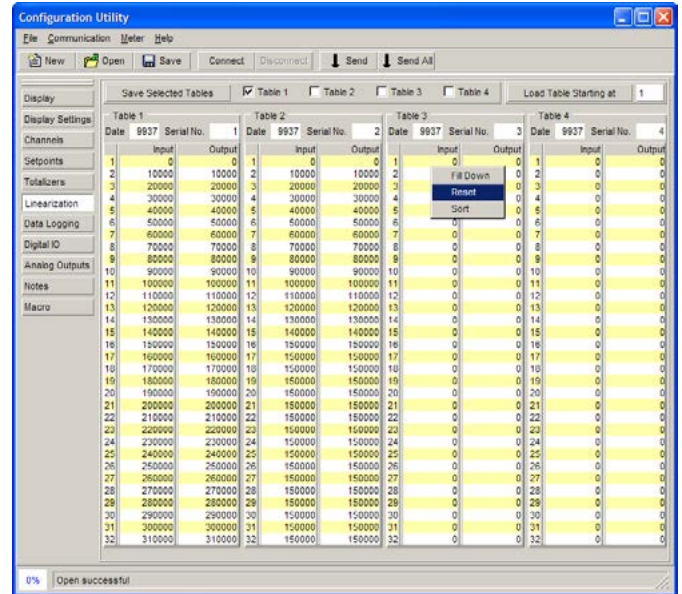 Configuration Utility
File Communication Meter Help
New Open Save Connect Disconnect Send Send All
Save Selected Tables Table 1 Table 2 Table 3 Table 4 Load Table Starting at 1
Display
Display Settings
Channels
Setpoints
Totalizers
Linearization
Data Logging
Digital IO
Analog Outputs
Notes
Macro
Table 1 Table 2 Table 3 Table 4
Date 9937 Serial No. 1 Date 9937 Serial No. 2 Date 9937 Serial No. 3 Date 9937 Serial No. 4
Input Output Input Output Input Output Input Output
1 0 0 1 0 0 1 0 0 1 0 0
2 10000 10000 2 10000 10000 2 0 2 0 0
3 20000 20000 3 20000 20000 3 0 3 0 0
4 30000 30000 4 30000 30000 4 0 4 0 0
5 40000 40000 5 40000 40000 5 0 5 0 0
6 50000 50000 6 50000 50000 6 0 0 6 0 0
7 60000 60000 7 60000 60000 7 0 0 7 0 0
8 70000 70000 8 70000 70000 8 0 0 8 0 0
9 80000 80000 9 80000 80000 9 0 0 9 0 0
10 90000 90000 10 90000 90000 10 0 0 10 0 0
11 100000 100000 11 100000 100000 11 0 0 11 0 0
12 110000 110000 12 110000 110000 12 0 0 12 0 0
13 120000 120000 13 120000 120000 13 0 0 13 0 0
14 130000 130000 14 130000 130000 14 0 0 14 0 0
15 140000 140000 15 140000 140000 15 0 0 15 0 0
16 150000 150000 16 150000 150000 16 0 0 16 0 0
17 160000 160000 17 150000 150000 17 0 0 17 0 0
18 170000 170000 18 150000 150000 18 0 0 18 0 0
19 180000 180000 19 150000 150000 19 0 0 19 0 0
20 190000 190000 20 150000 150000 20 0 0 20 0 0
21 200000 200000 21 150000 150000 21 0 0 21 0 0
22 210000 210000 22 150000 150000 22 0 0 22 0 0
23 220000 220000 23 150000 150000 23 0 0 23 0 0
24 230000 230000 24 150000 150000 24 0 0 24 0 0
25 240000 240000 25 150000 150000 25 0 0 25 0 0
26 250000 250000 26 150000 150000 26 0 0 26 0 0
27 260000 260000 27 150000 150000 27 0 0 27 0 0
28 270000 270000 28 150000 150000 28 0 0 28 0 0
29 280000 280000 29 150000 150000 29 0 0 29 0 0
30 290000 290000 30 150000 150000 30 0 0 30 0 0
31 300000 300000 31 150000 150000 31 0 0 31 0 0
32 310000 310000 32 150000 150000 32 0 0 32 0 0
Fill Down
Reset
Sort
0% Open successful